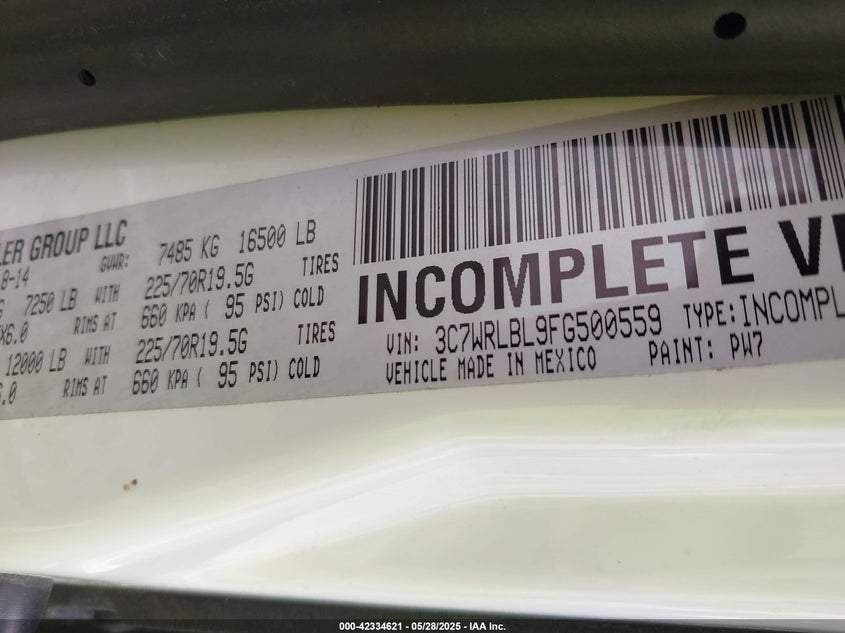 LER GROUP LLC
8-14 GVWR: 7485 KG 16500 LB
G 7250 LB WITH 225/70R19.5G TIRES
X6.0 RIMS AT 660 KPA ( 95 PSI) COLD
12000 LB WITH 225/70R19.5G TIRES
6.0 RIMS AT 660 KPA ( 95 PSI) COLD
INCOMPLETE VE
VIN: 3C7WRLBL9FG500559 TYPE:INCOMPL
VEHICLE MADE IN MEXICO PAINT: PW7
000-42334621 - 05/28/2025 - IAA Inc.